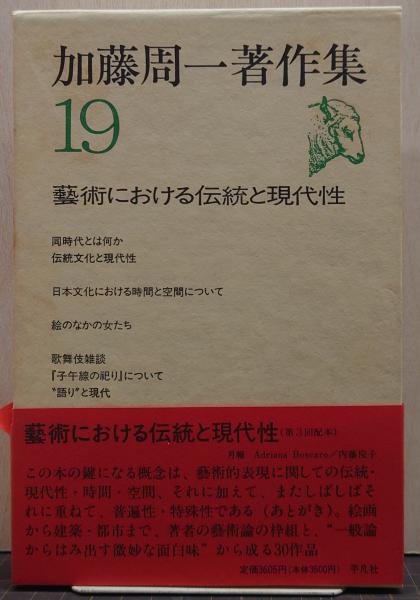 加藤周一著作集
19
藝術における伝統と現代性
同時代とは何か
伝統文化と現代性
日本文化における時間と空間について
絵のなかの女たち
歌舞伎雑談
『子午線の祀り』について
“語り”と現代
藝術における伝統と現代性(第3回配本)
月報 Adriana Boscaro/内藤俊子
この本の鍵になる概念は、藝術的表現に関しての伝統・
現代性・時間・空間、それに加えて、またしばしばそ
れに重ねて、普遍性・特殊性である（あとがき）。絵画
から建築・都市まで、著者の藝術論の枠組と、“一般論
からはみ出す微妙な面白味”から成る30作品
定価3605円(本体3500円) 平凡社